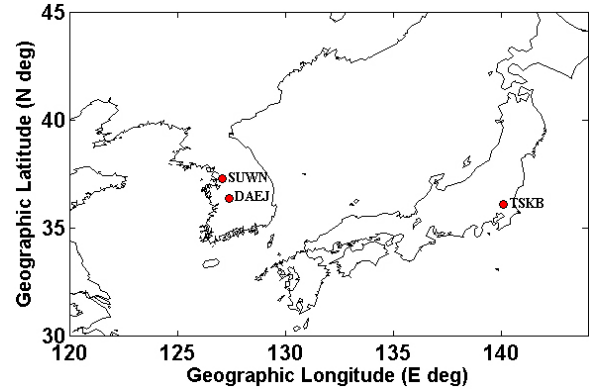 45
40
35
30
Geographic Latitude (N deg)
SUWN
DAEJ
TSKB
120
125
130
135
140
Geographic Longitude (E deg)